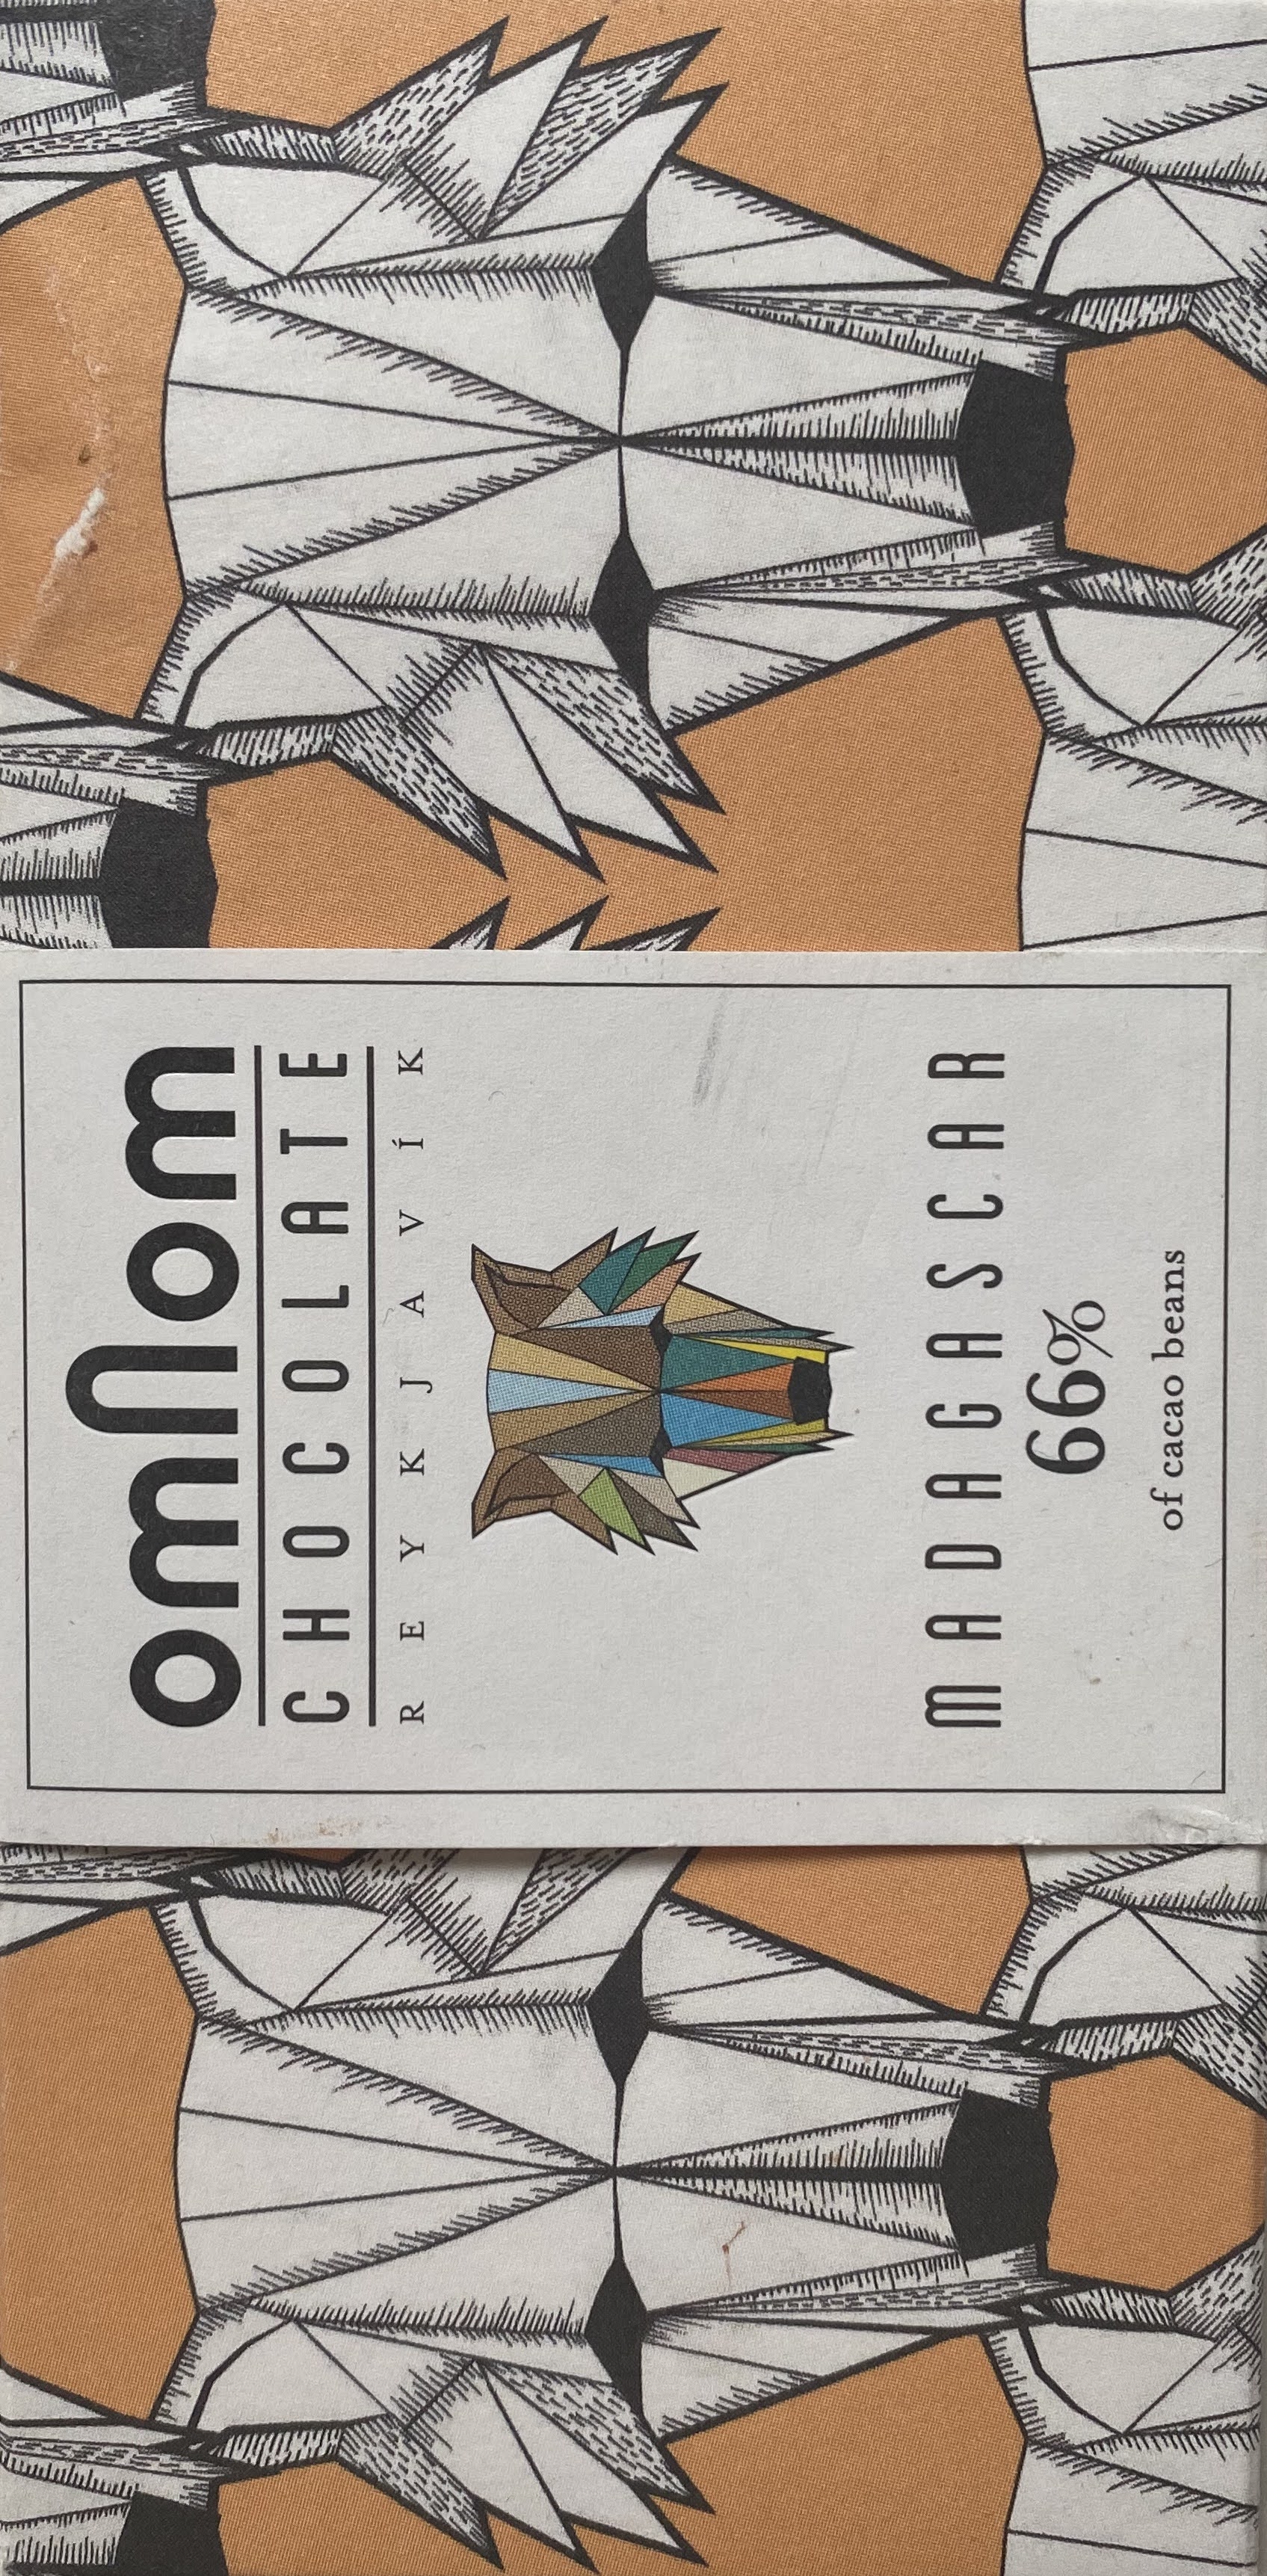 omnom
CHOCOLATE
REYKJAVÍK
MADAGASCAR
66%
of cacao beans